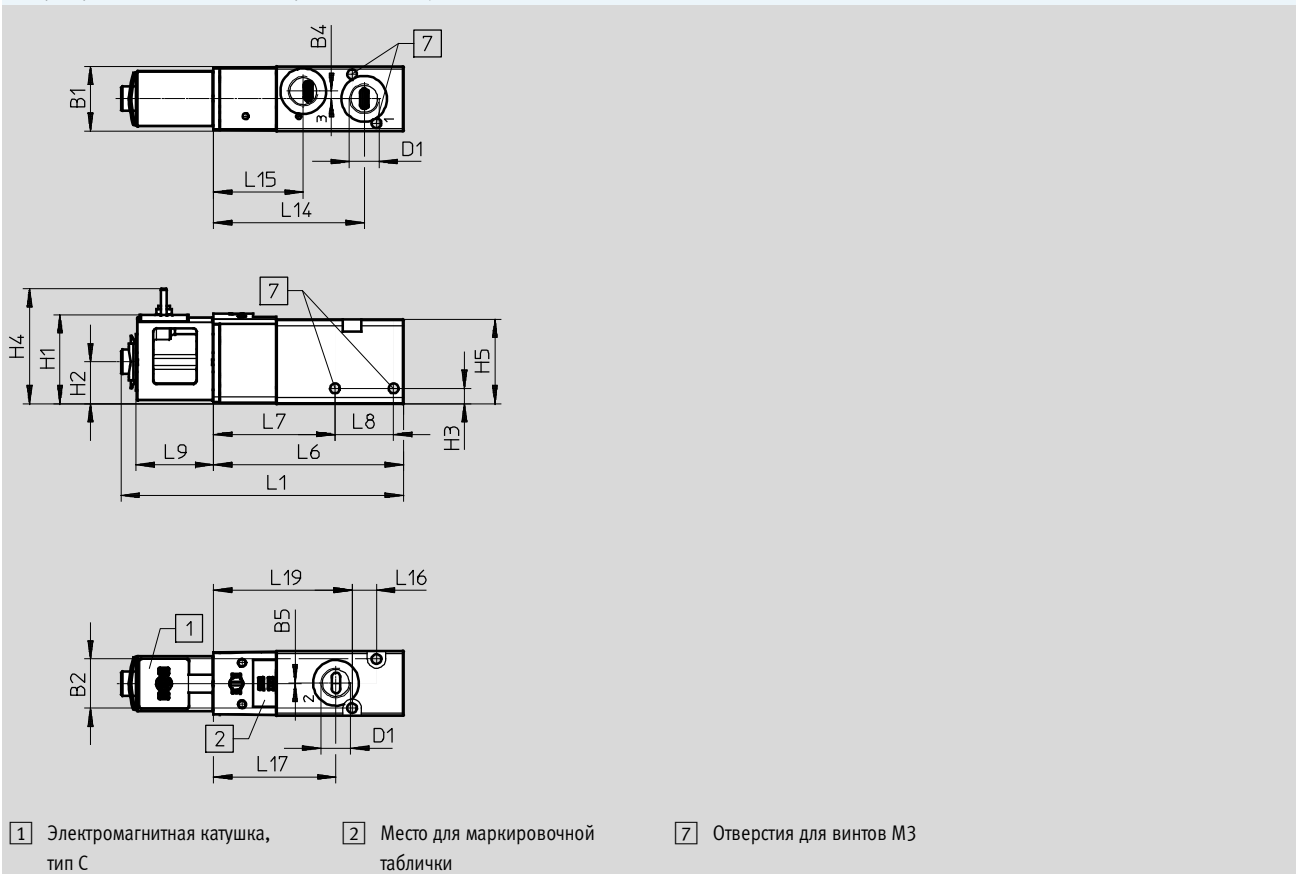 B4
7
B1
3
1
D1
L15
L14
7
H4
H1
H2
H5
H3
L7
L8
L9
L6
L1
L19
L16
B5
1
B2
2
2
D1
L17
1 Электромагнитная катушка,
тип C
2 Место для маркировочной
таблички
7 Отверстия для винтов M3